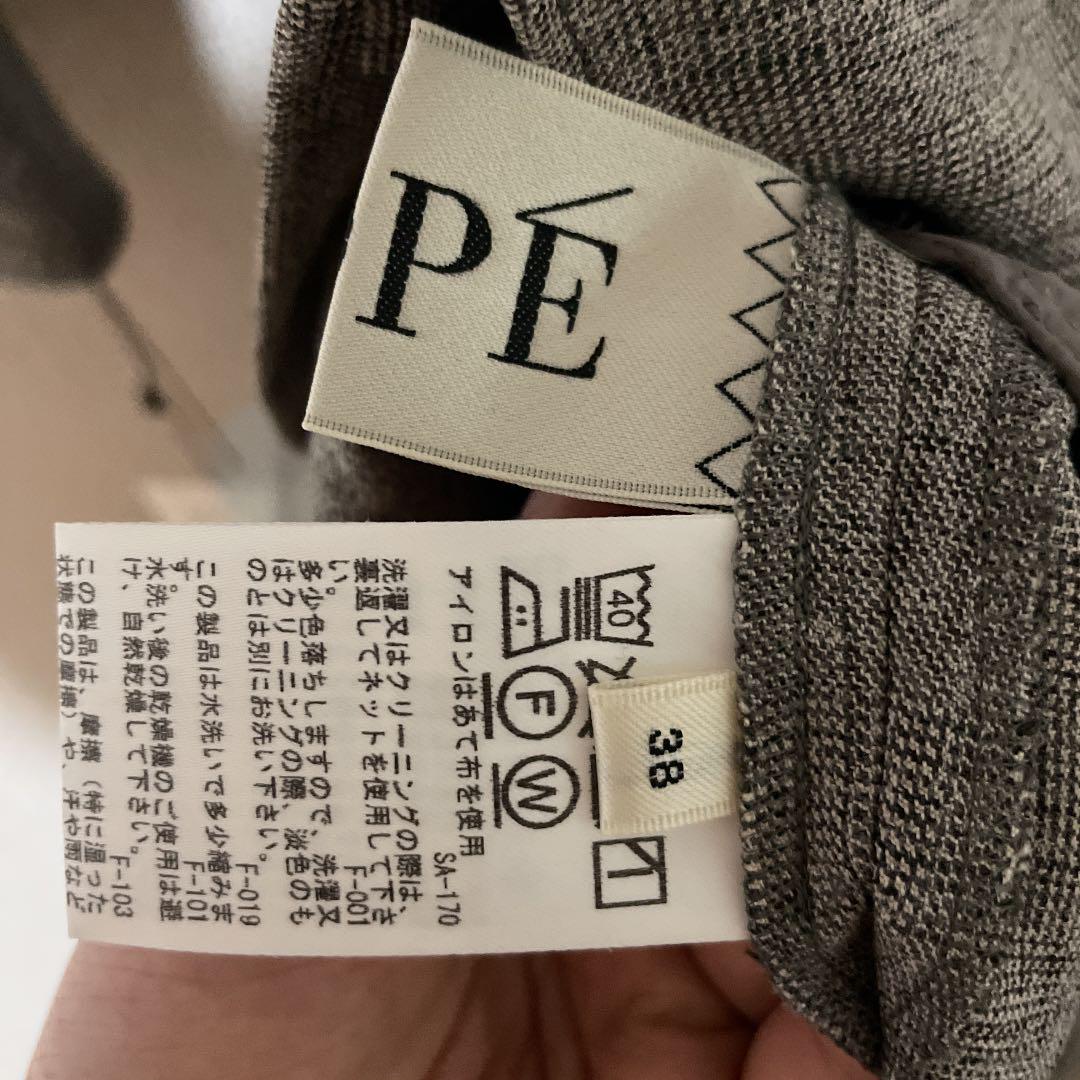 PÉ
38
40
F
W
アイロンはあて布を使用
SA-170
洗濯又はクリーニングの際は、
裏返してネットを使用して下さ
い。
F-001
多少色落ちしますので、洗濯又
はクリーニングの際、淡色のも
のとは別にお洗い下さい。
F-019
この製品は水洗いで多少縮みま
す。
F-101
水洗い後の乾燥機のご使用は避
け、自然乾燥して下さい。
F-103
この製品は、摩擦（特に湿った
状態での摩擦）や、汗や雨など